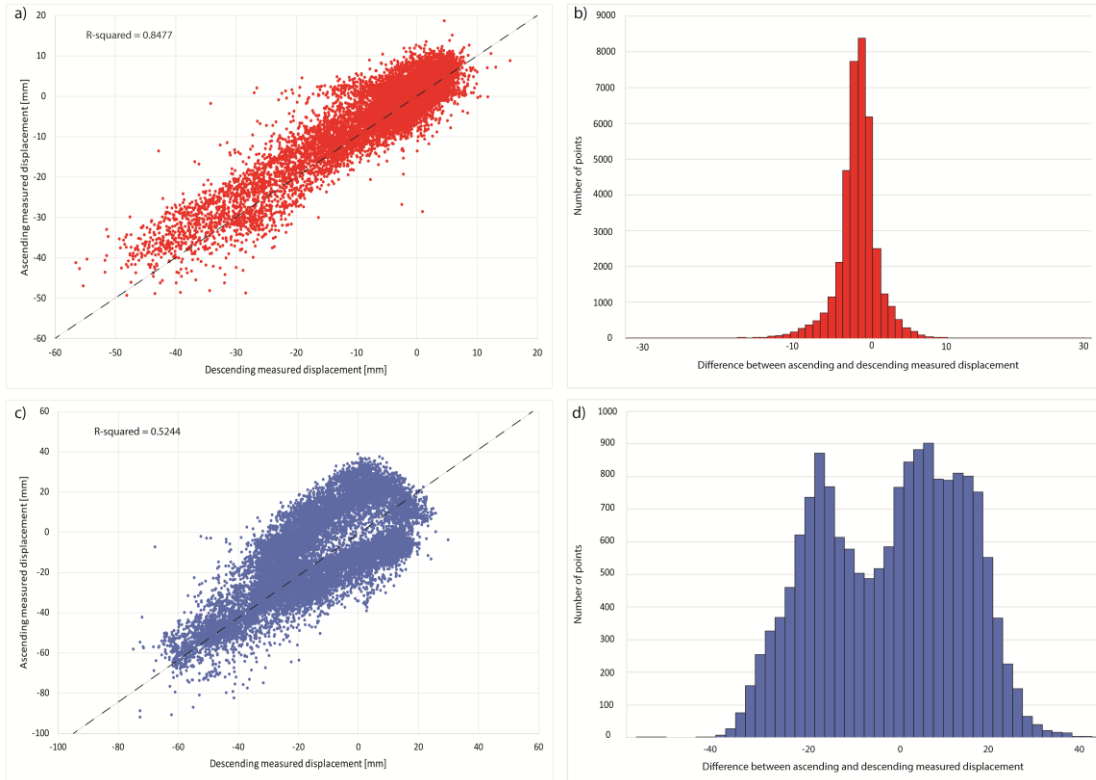 a)
R-squared = 0.8477
20
10
0
-10
-20
-30
-40
-50
-60
-60 -50 -40 -30 -20 -10 0 10 20
Ascending measured displacement [mm]
Descending measured displacement [mm]
b)
9000
8000
7000
6000
5000
4000
3000
2000
1000
0
-30 -10 0 10 30
Number of points
Difference between ascending and descending measured displacement
c)
R-squared = 0.5244
60
40
20
0
-20
-40
-60
-80
-100
-100 -80 -60 -40 -20 0 20 40 60
Ascending measured displacement [mm]
Descending measured displacement [mm]
d)
1000
900
800
700
600
500
400
300
200
100
0
-40 -20 0 20 40
Number of points
Difference between ascending and descending measured displacement